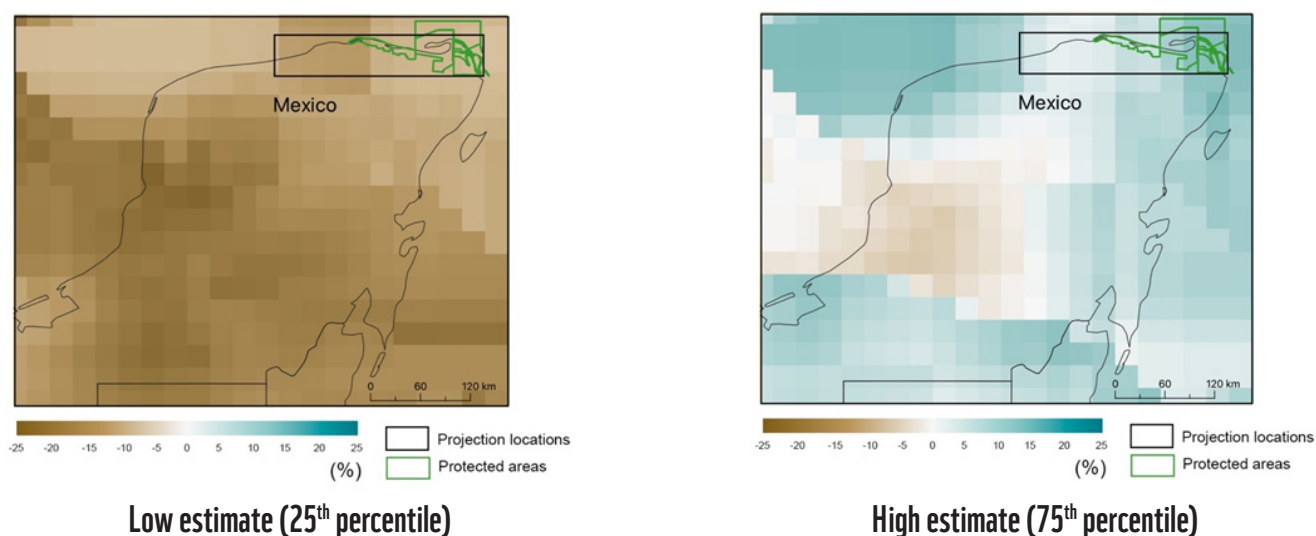 Mexico
0 60 120 km
-25 -20 -15 -10 -5 0 5 10 15 20 25
(%)
Projection locations
Protected areas
Low estimate (25th percentile)
Mexico
0 60 120 km
-25 -20 -15 -10 -5 0 5 10 15 20 25
(%)
Projection locations
Protected areas
High estimate (75th percentile)